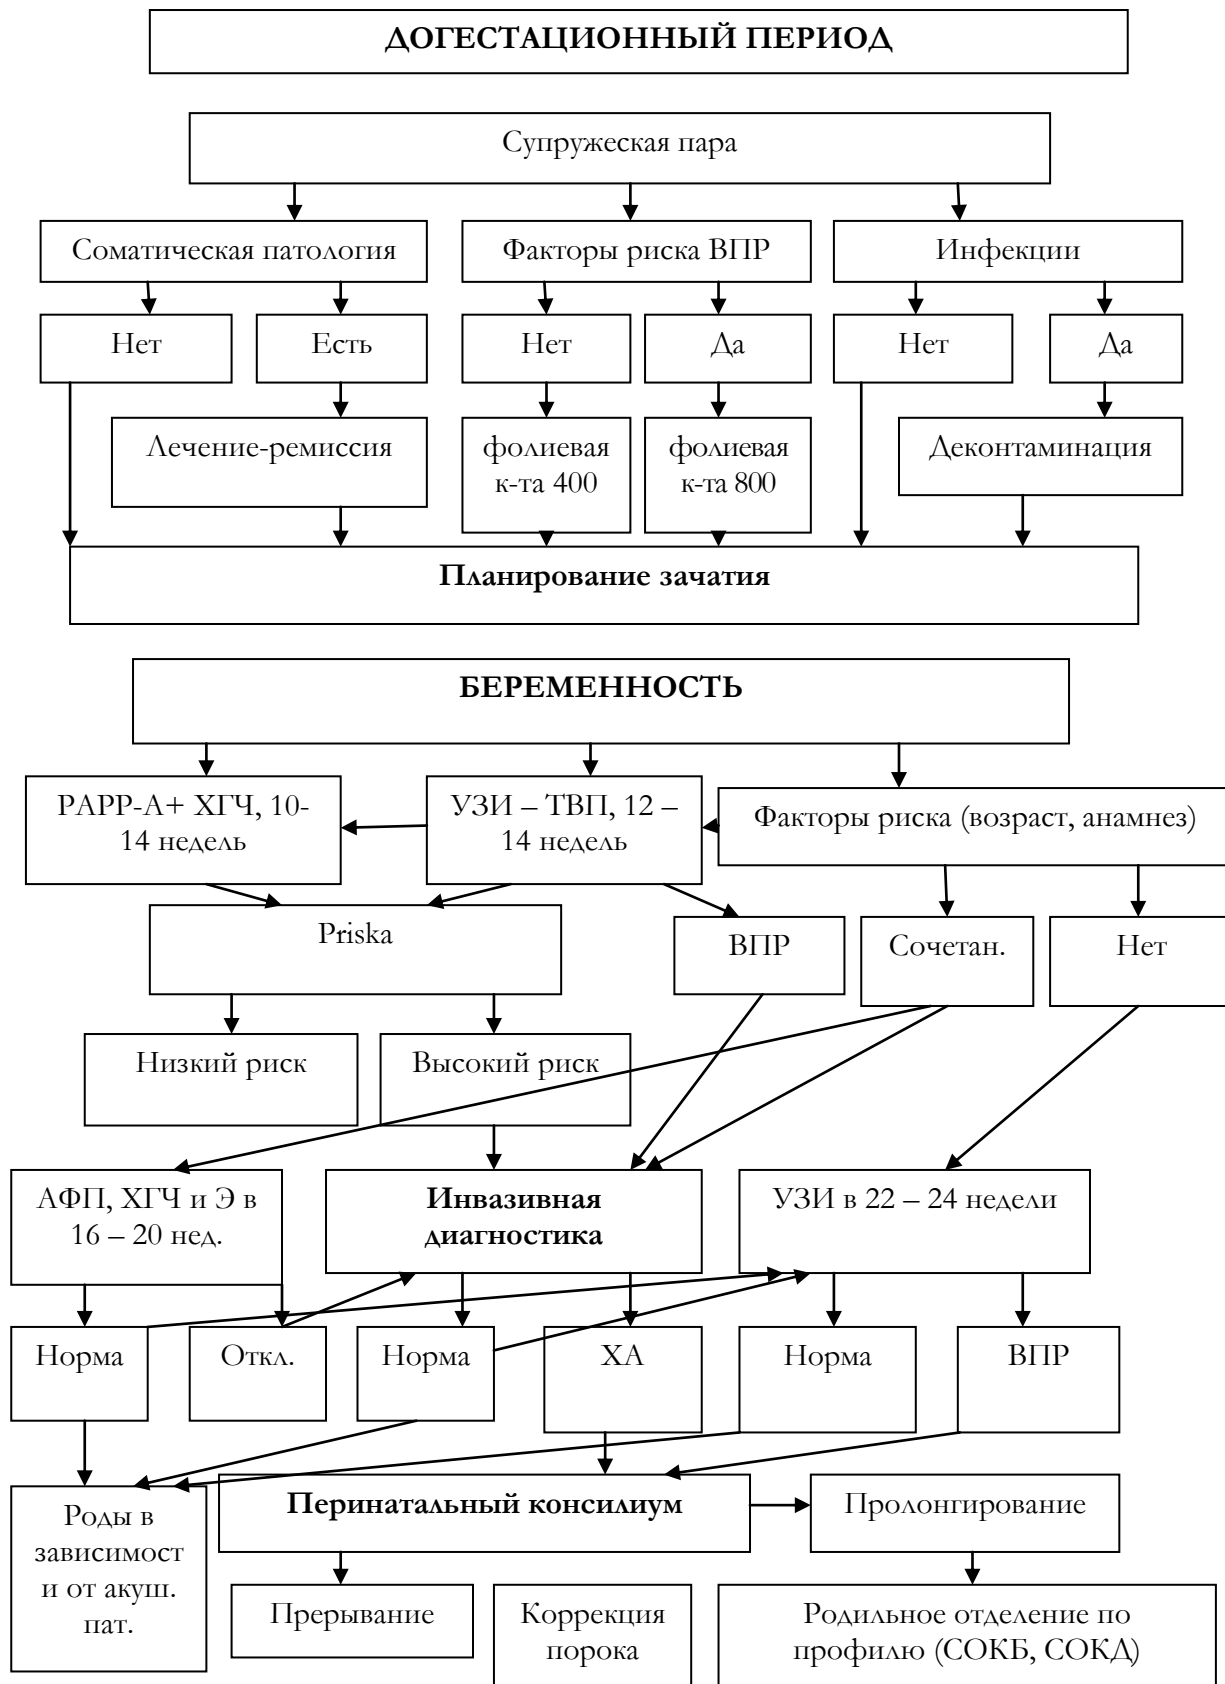 ДОГЕСТАЦИОННЫЙ ПЕРИОД
Супружеская пара
Соматическая патология
Факторы риска ВПР
Инфекции
Нет
Есть
Нет
Да
Нет
Да
Лечение-ремиссия
фолиевая
к-та 400
фолиевая
к-та 800
Деконтаминация
Планирование зачатия
БЕРЕМЕННОСТЬ
РАРР-А+ ХГЧ, 10-
14 недель
УЗИ – ТВП, 12 –
14 недель
Факторы риска (возраст, анамнез)
Priska
ВПР
Сочетан.
Нет
Низкий риск
Высокий риск
АФП, ХГЧ и Э в
16 – 20 нед.
Инвазивная
диагностика
УЗИ в 22 – 24 недели
Норма
Откл.
Норма
ХА
Норма
ВПР
Роды в
зависимост
и от акуш.
пат.
Перинатальный консилиум
Пролонгирование
Прерывание
Коррекция
порока
Родильное отделение по
профилю (СОКБ, СОКД)